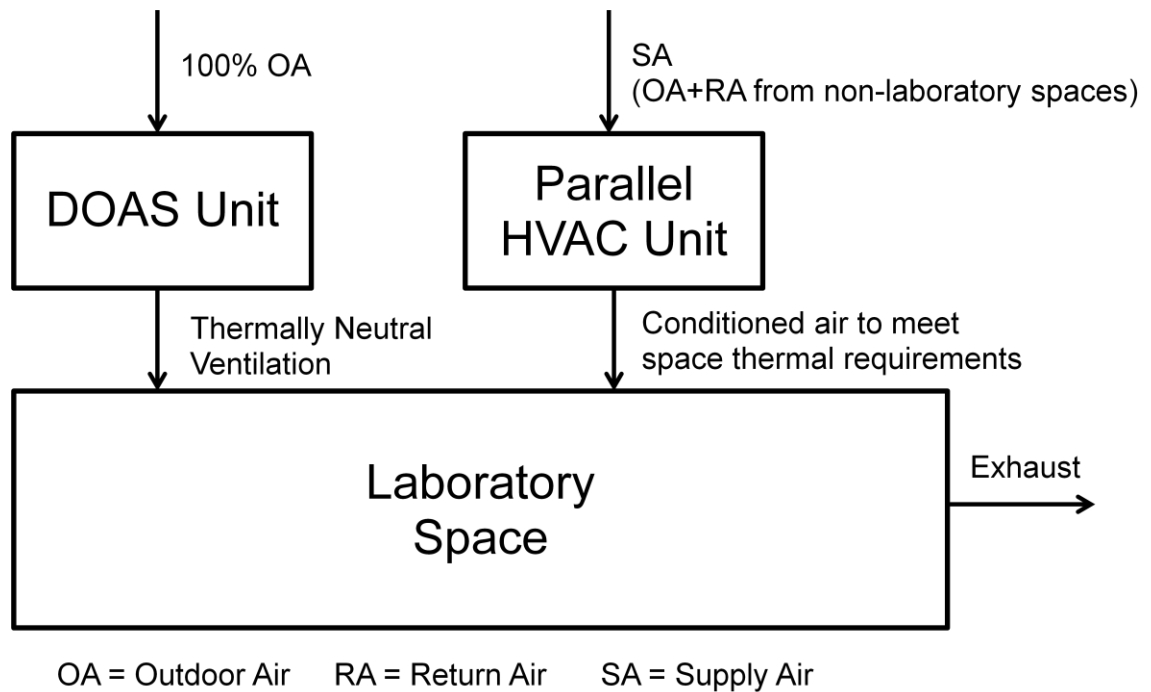 100% OA
SA
(OA+RA from non-laboratory spaces)
DOAS Unit
Parallel
HVAC Unit
Thermally Neutral
Ventilation
Conditioned air to meet
space thermal requirements
Laboratory
Space
Exhaust
OA = Outdoor Air RA = Return Air SA = Supply Air